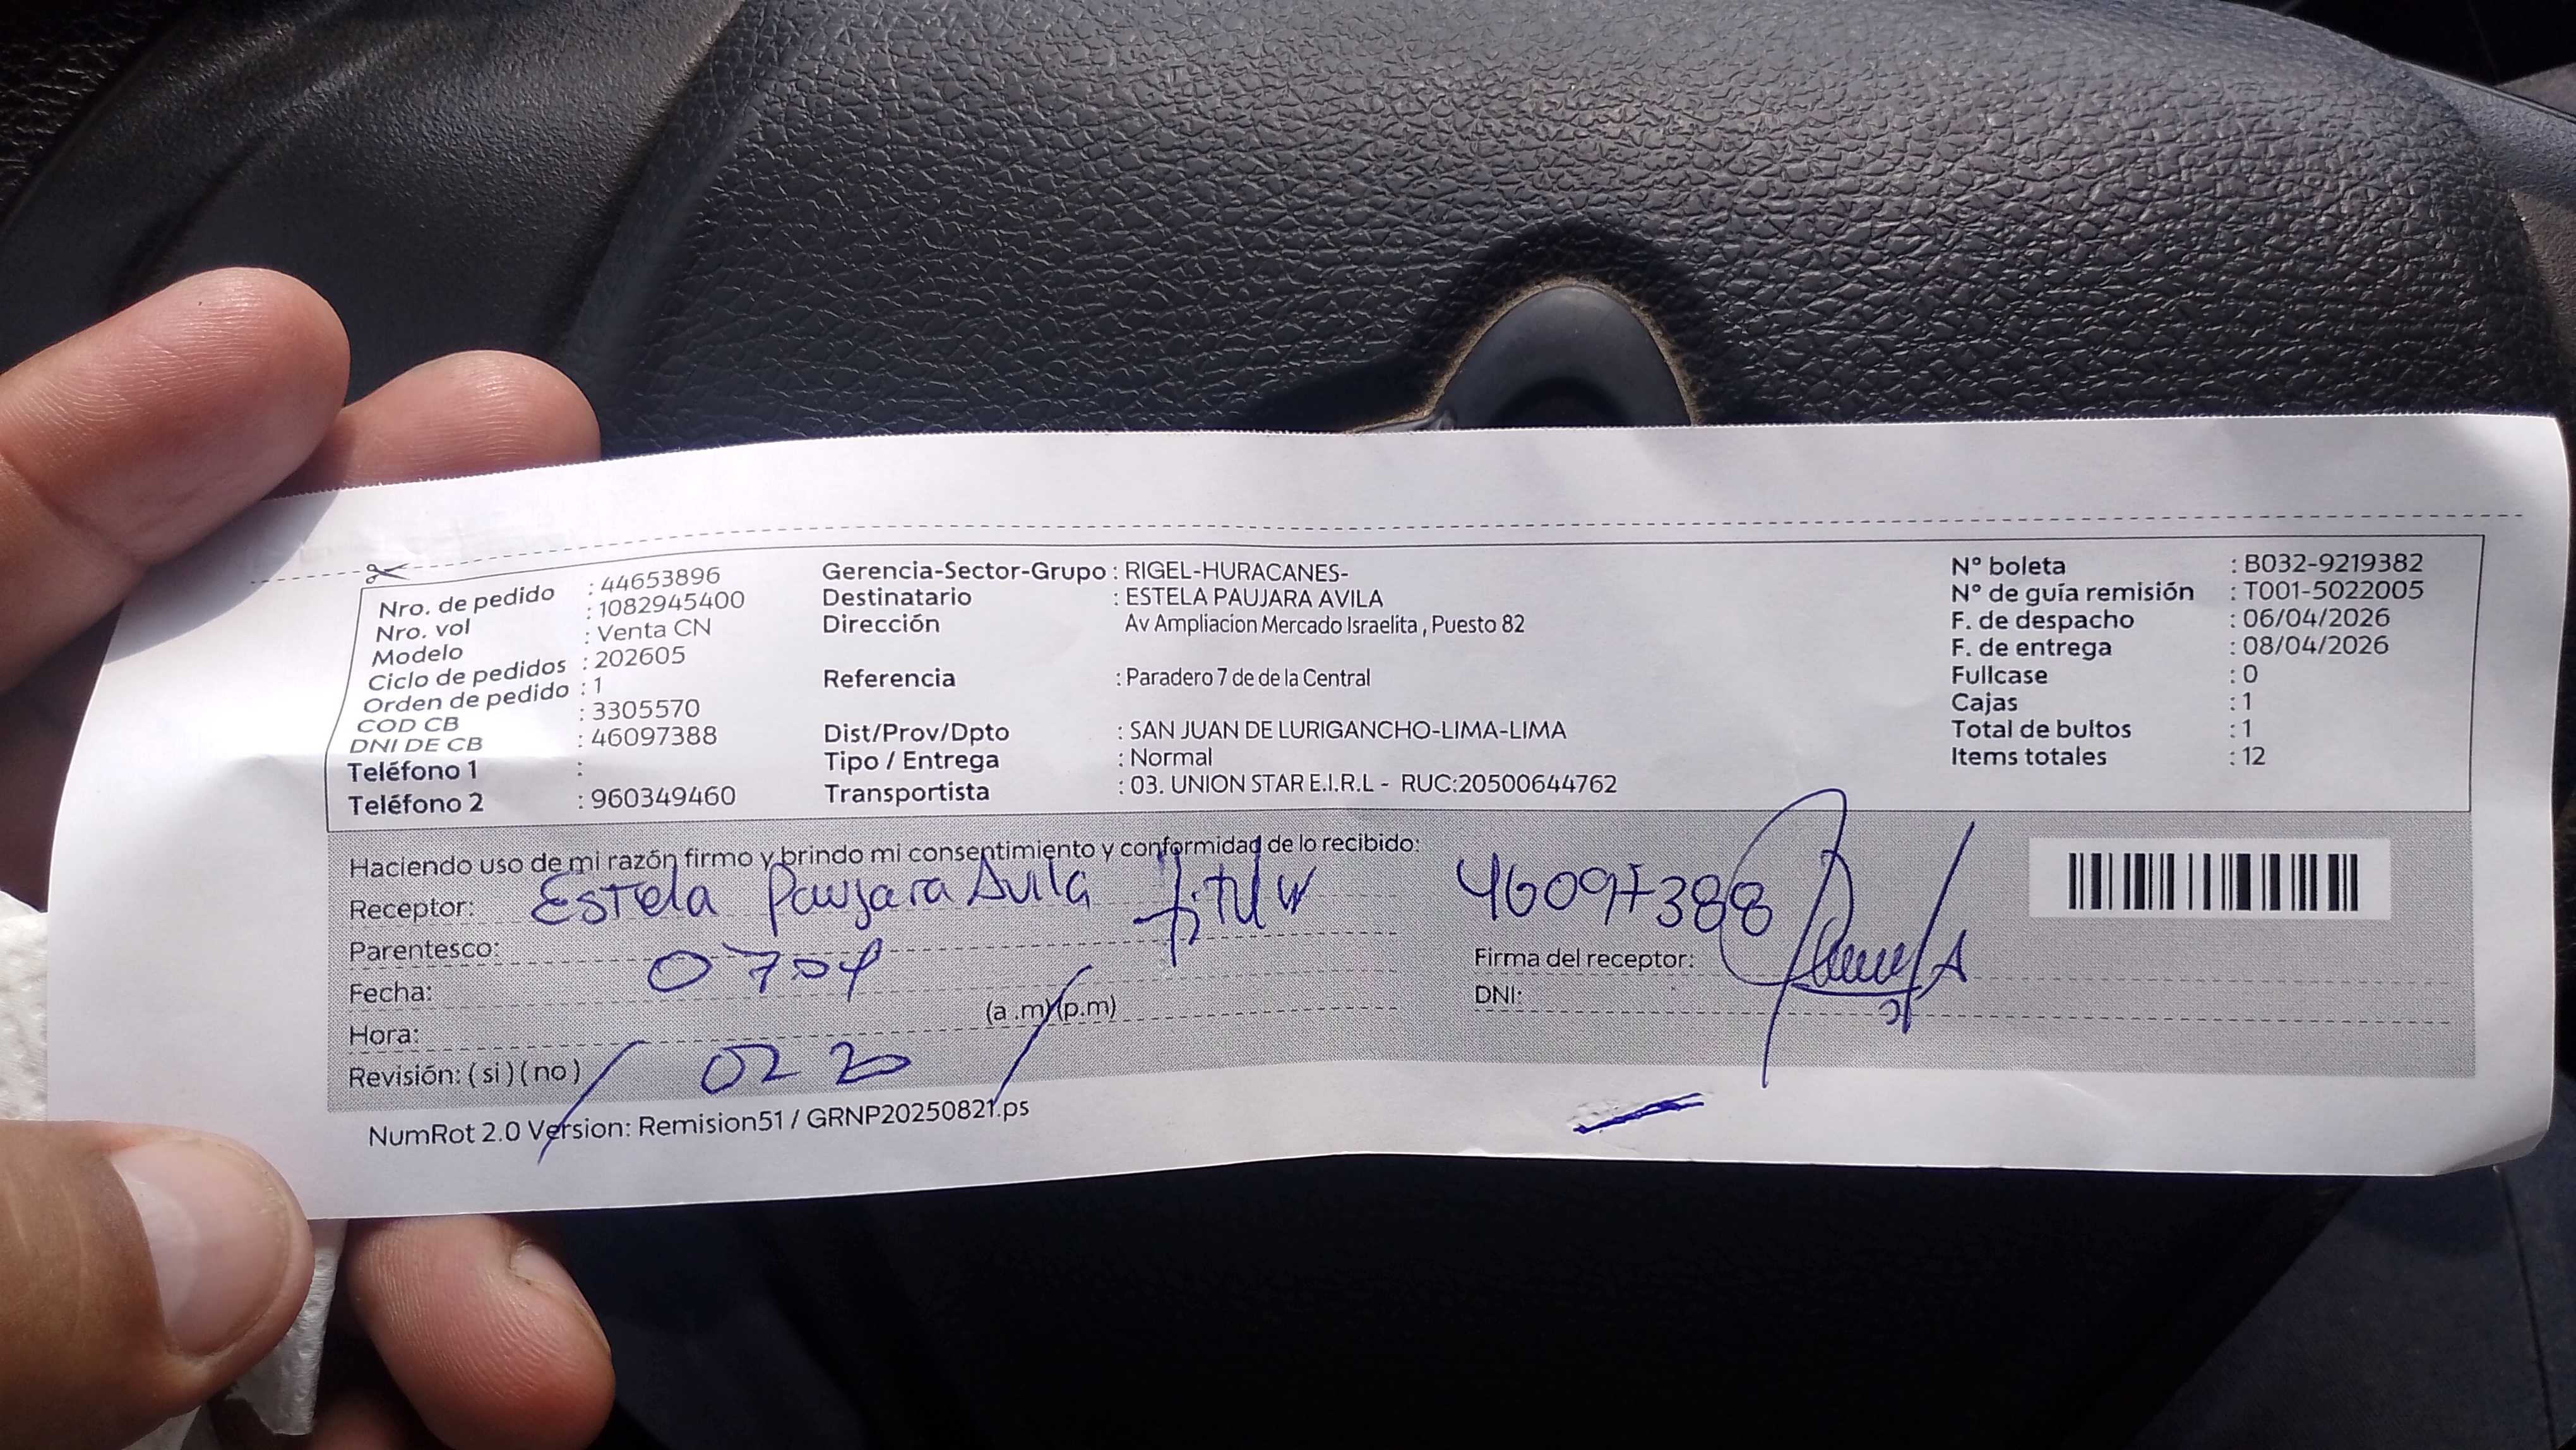 Nro. de pedido : 44653896
Nro. vol : 1082945400
Modelo : Venta CN
Ciclo de pedidos : 202605
Orden de pedido : 1
COD CB : 3305570
DNI DE CB : 46097388
Teléfono 1 :
Teléfono 2 : 960349460
Gerencia-Sector-Grupo : RIGEL-HURACANES-
Destinatario : ESTELA PAUJARA AVILA
Dirección Av Ampliacion Mercado Israelita , Puesto 82
Referencia : Paradero 7 de de la Central
Dist/Prov/Dpto : SAN JUAN DE LURIGANCHO-LIMA-LIMA
Tipo / Entrega : Normal
Transportista : 03. UNION STAR E.I.R.L - RUC:20500644762
N° boleta : B032-9219382
N° de guía remisión : T001-5022005
F. de despacho : 06/04/2026
F. de entrega : 08/04/2026
Fullcase : 0
Cajas : 1
Total de bultos : 1
Items totales : 12
Haciendo uso de mi razón firmo y brindo mi consentimiento y conformidad de lo recibido:
Receptor: Estela Paujara Avila
Parentesco:
Fecha: 0704
Hora: (a .m)(p.m)
Revisión: ( si ) ( no ) 02 20
46097388
Firma del receptor:
DNI:
NumRot 2.0 Version: Remision51 / GRNP20250821.ps